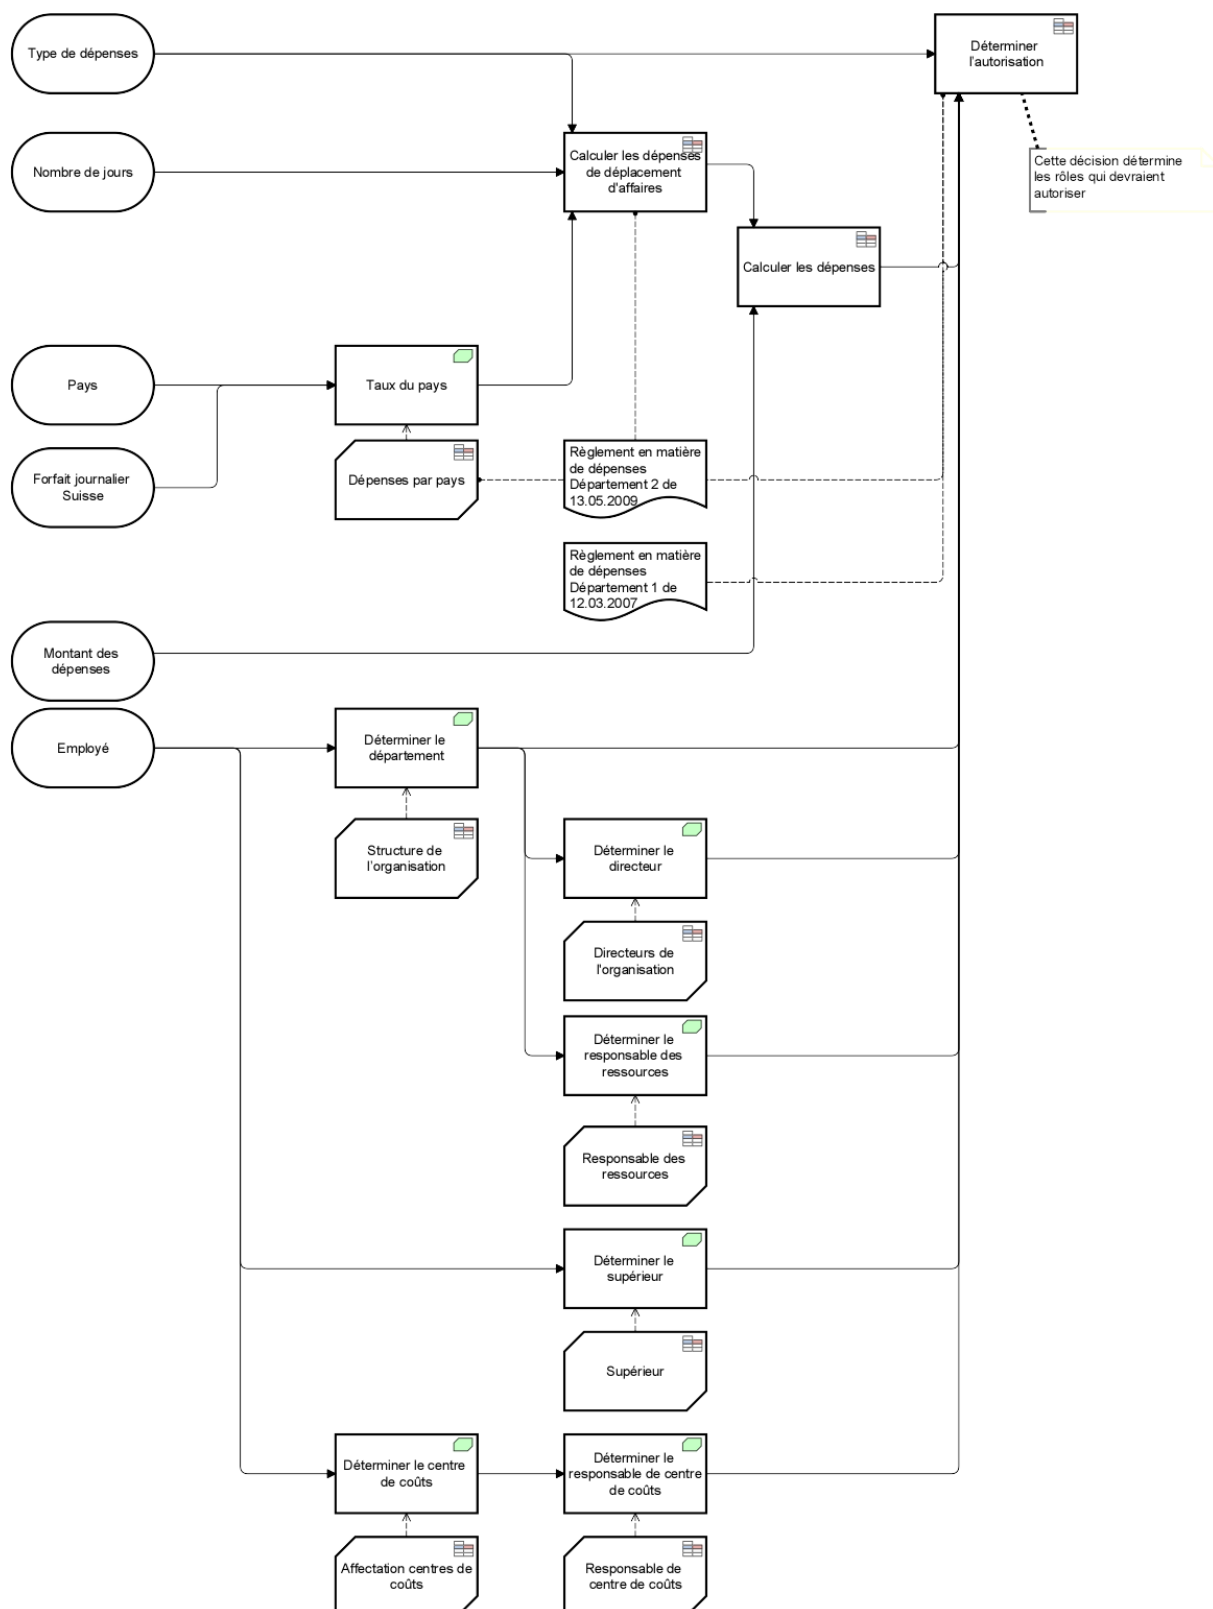 Type de dépenses
Déterminer
l'autorisation
Nombre de jours
Calculer les dépenses
de déplacement
d'affaires
Cette décision détermine
les rôles qui devraient
autoriser
Calculer les dépenses
Pays
Taux du pays
Forfait journalier
Suisse
Dépenses par pays
Règlement en matière
de dépenses
Département 2 de
13.05.2009
Règlement en matière
de dépenses
Département 1 de
12.03.2007
Montant des
dépenses
Employé
Déterminer le
département
Structure de
l'organisation
Déterminer le
directeur
Directeurs de
l'organisation
Déterminer le
responsable des
ressources
Responsable des
ressources
Déterminer le
supérieur
Supérieur
Déterminer le centre
de coûts
Déterminer le
responsable de centre
de coûts
Affectation centres de
coûts
Responsable de
centre de coûts